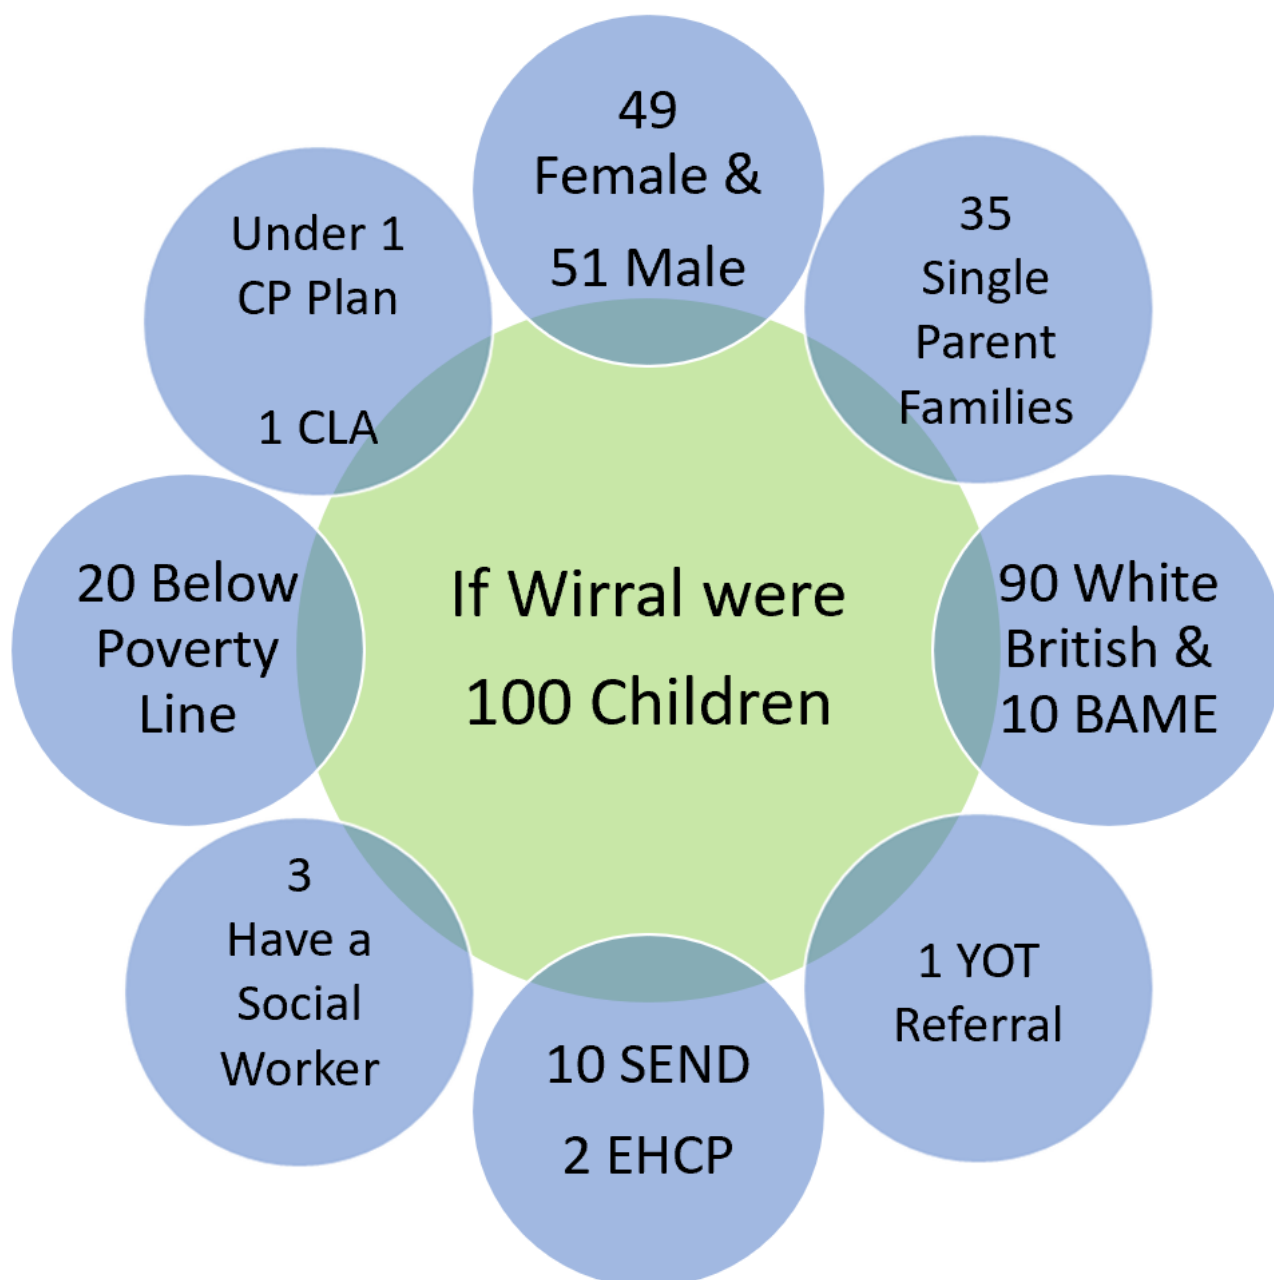 If Wirral were
100 Children
49
Female &
51 Male
35
Single
Parent
Families
90 White
British &
10 BAME
1 YOT
Referral
10 SEND
2 EHCP
3
Have a
Social
Worker
20 Below
Poverty
Line
Under 1
CP Plan
1 CLA